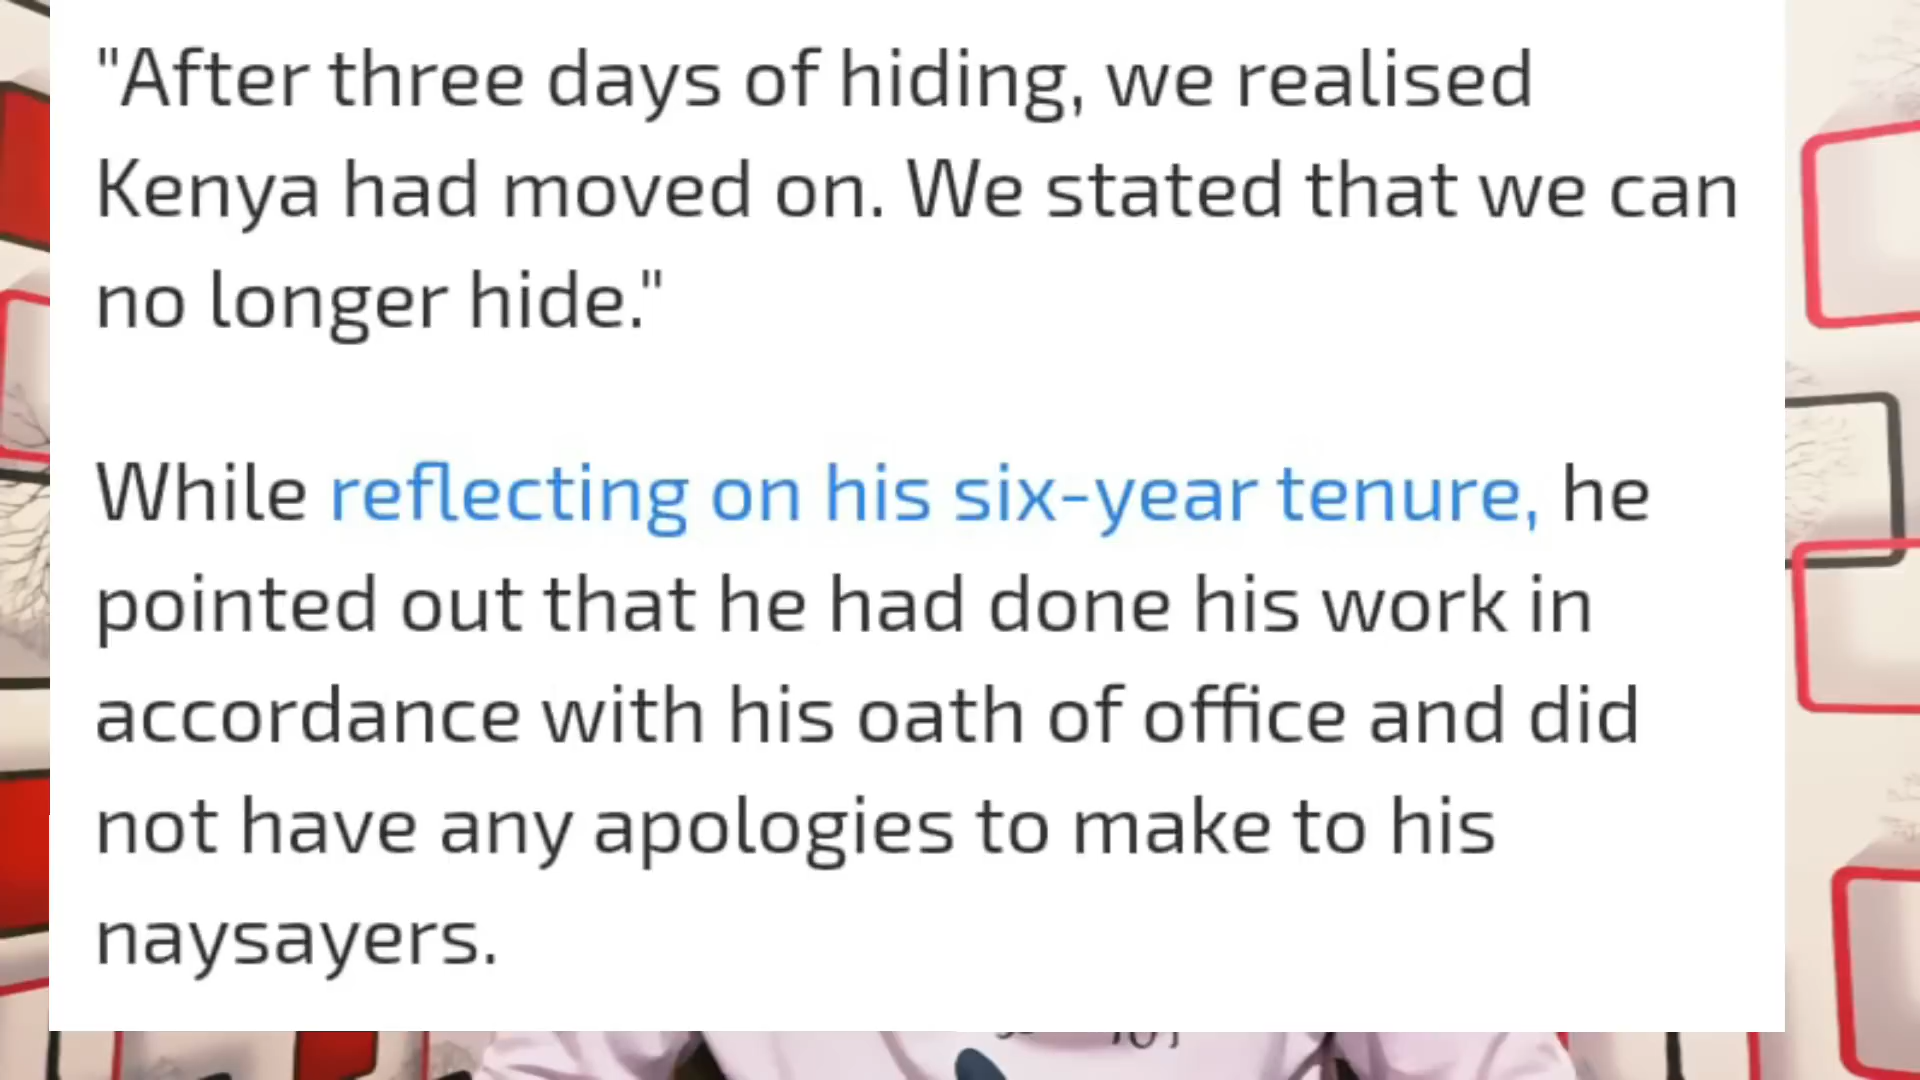 "After three days of hiding, we realised
Kenya had moved on. We stated that we can
no longer hide."
While reflecting on his six-year tenure, he
pointed out that he had done his work in
accordance with his oath of office and did
not have any apologies to make to his
naysayers.